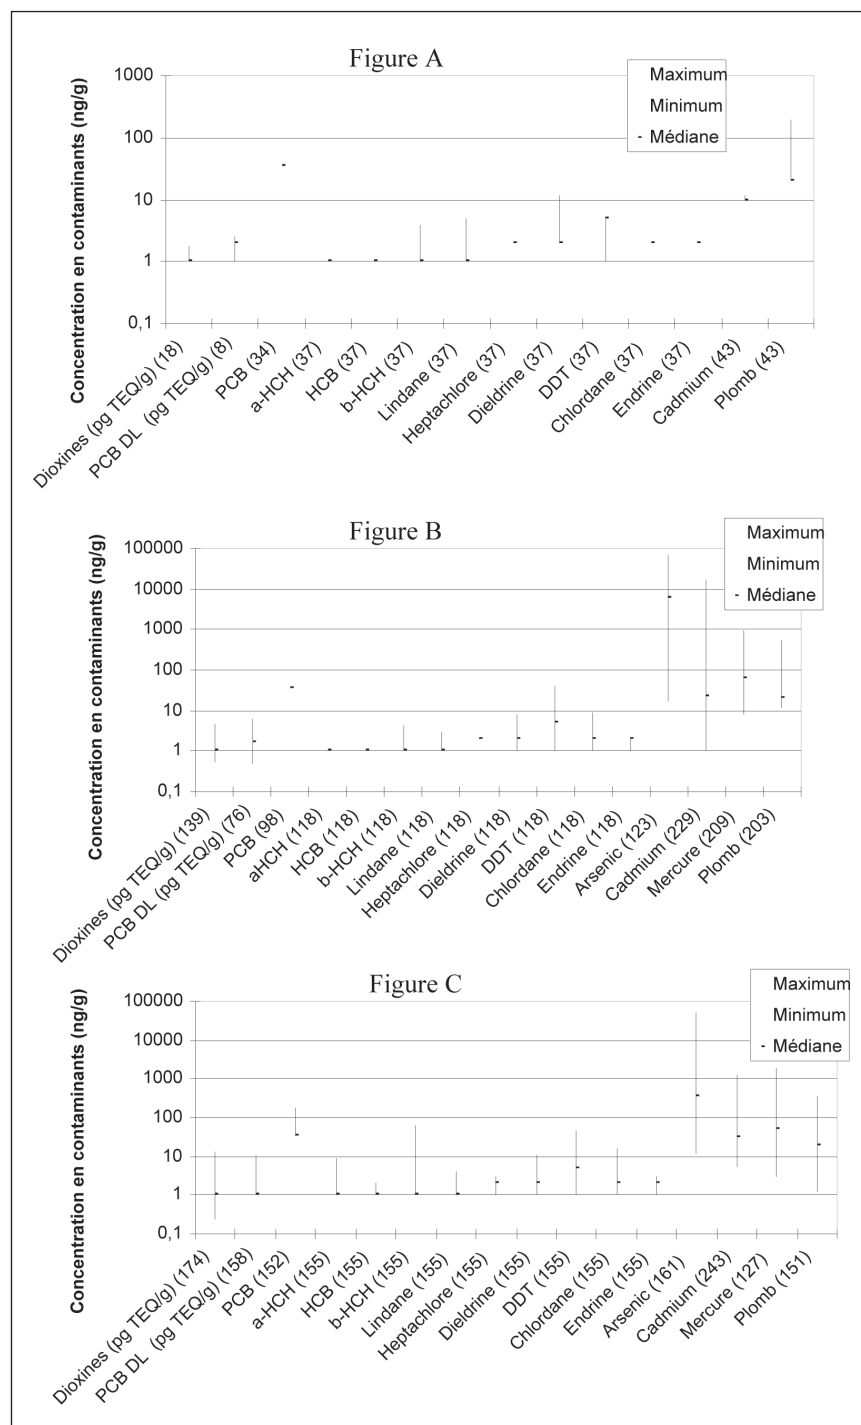 Figure A
Maximum
Minimum
Médiane
Concentration en contaminants (ng/g)
1000
100
10
1
0,1
Dioxines (pg TEQ/g) (18)
PCB DL (pg TEQ/g) (8)
PCB (34)
a-HCH (37)
HCB (37)
b-HCH (37)
Lindane (37)
Heptachlore (37)
Dieldrine (37)
DDT (37)
Chlordane (37)
Endrine (37)
Cadmium (43)
Plomb (43)
Figure B
Maximum
Minimum
Médiane
Concentration en contaminants (ng/g)
100000
10000
1000
100
10
1
0,1
Dioxines (pg TEQ/g) (139)
PCB DL (pg TEQ/g) (76)
PCB (98)
aHCH (118)
HCB (118)
b-HCH (118)
Lindane (118)
Heptachlore (118)
Dieldrine (118)
DDT (118)
Chlordane (118)
Endrine (118)
Arsenic (123)
Cadmium (229)
Mercure (209)
Plomb (203)
Figure C
Maximum
Minimum
Médiane
Concentration en contaminants (ng/g)
100000
10000
1000
100
10
1
0,1
Dioxines (pg TEQ/g) (174)
PCB DL (pg TEQ/g) (158)
PCB (152)
a-HCH (155)
HCB (155)
b-HCH (155)
Lindane (155)
Heptachlore (155)
Dieldrine (155)
DDT (155)
Chlordane (155)
Endrine (155)
Arsenic (161)
Cadmium (243)
Mercure (127)
Plomb (151)